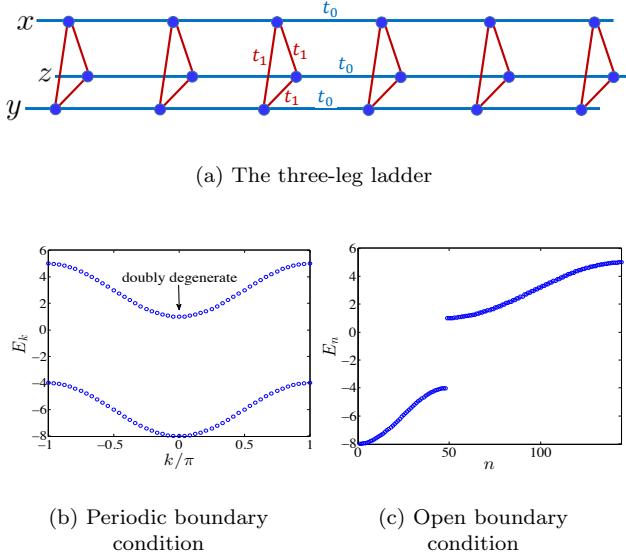 x
t₀
t₁ t₁
z
t₀
t₁ t₀
y
(a) The three-leg ladder
6
4
2
0
−2
−4
−6
−8
E_k
doubly degenerate
−1 −0.5 0 0.5 1
k/π
6
4
2
0
−2
−4
−6
−8
E_n
0 50 100
n
(b) Periodic boundary
condition
(c) Open boundary
condition